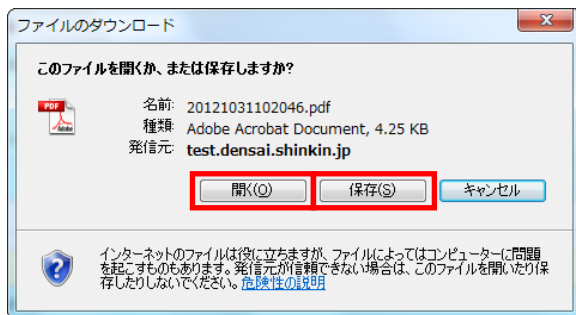 ファイルのダウンロード
このファイルを開くか、または保存しますか?
PDF
Adobe
名前: 20121031102046.pdf
種類: Adobe Acrobat Document, 4.25 KB
発信元: test.densai.shinkin.jp
開く(O) 保存(S) キャンセル
インターネットのファイルは役に立ちますが、ファイルによってはコンピューターに問題
を起こすものもあります。発信元が信頼できない場合は、このファイルを開いたり保
存したりしないでください。危険性の説明